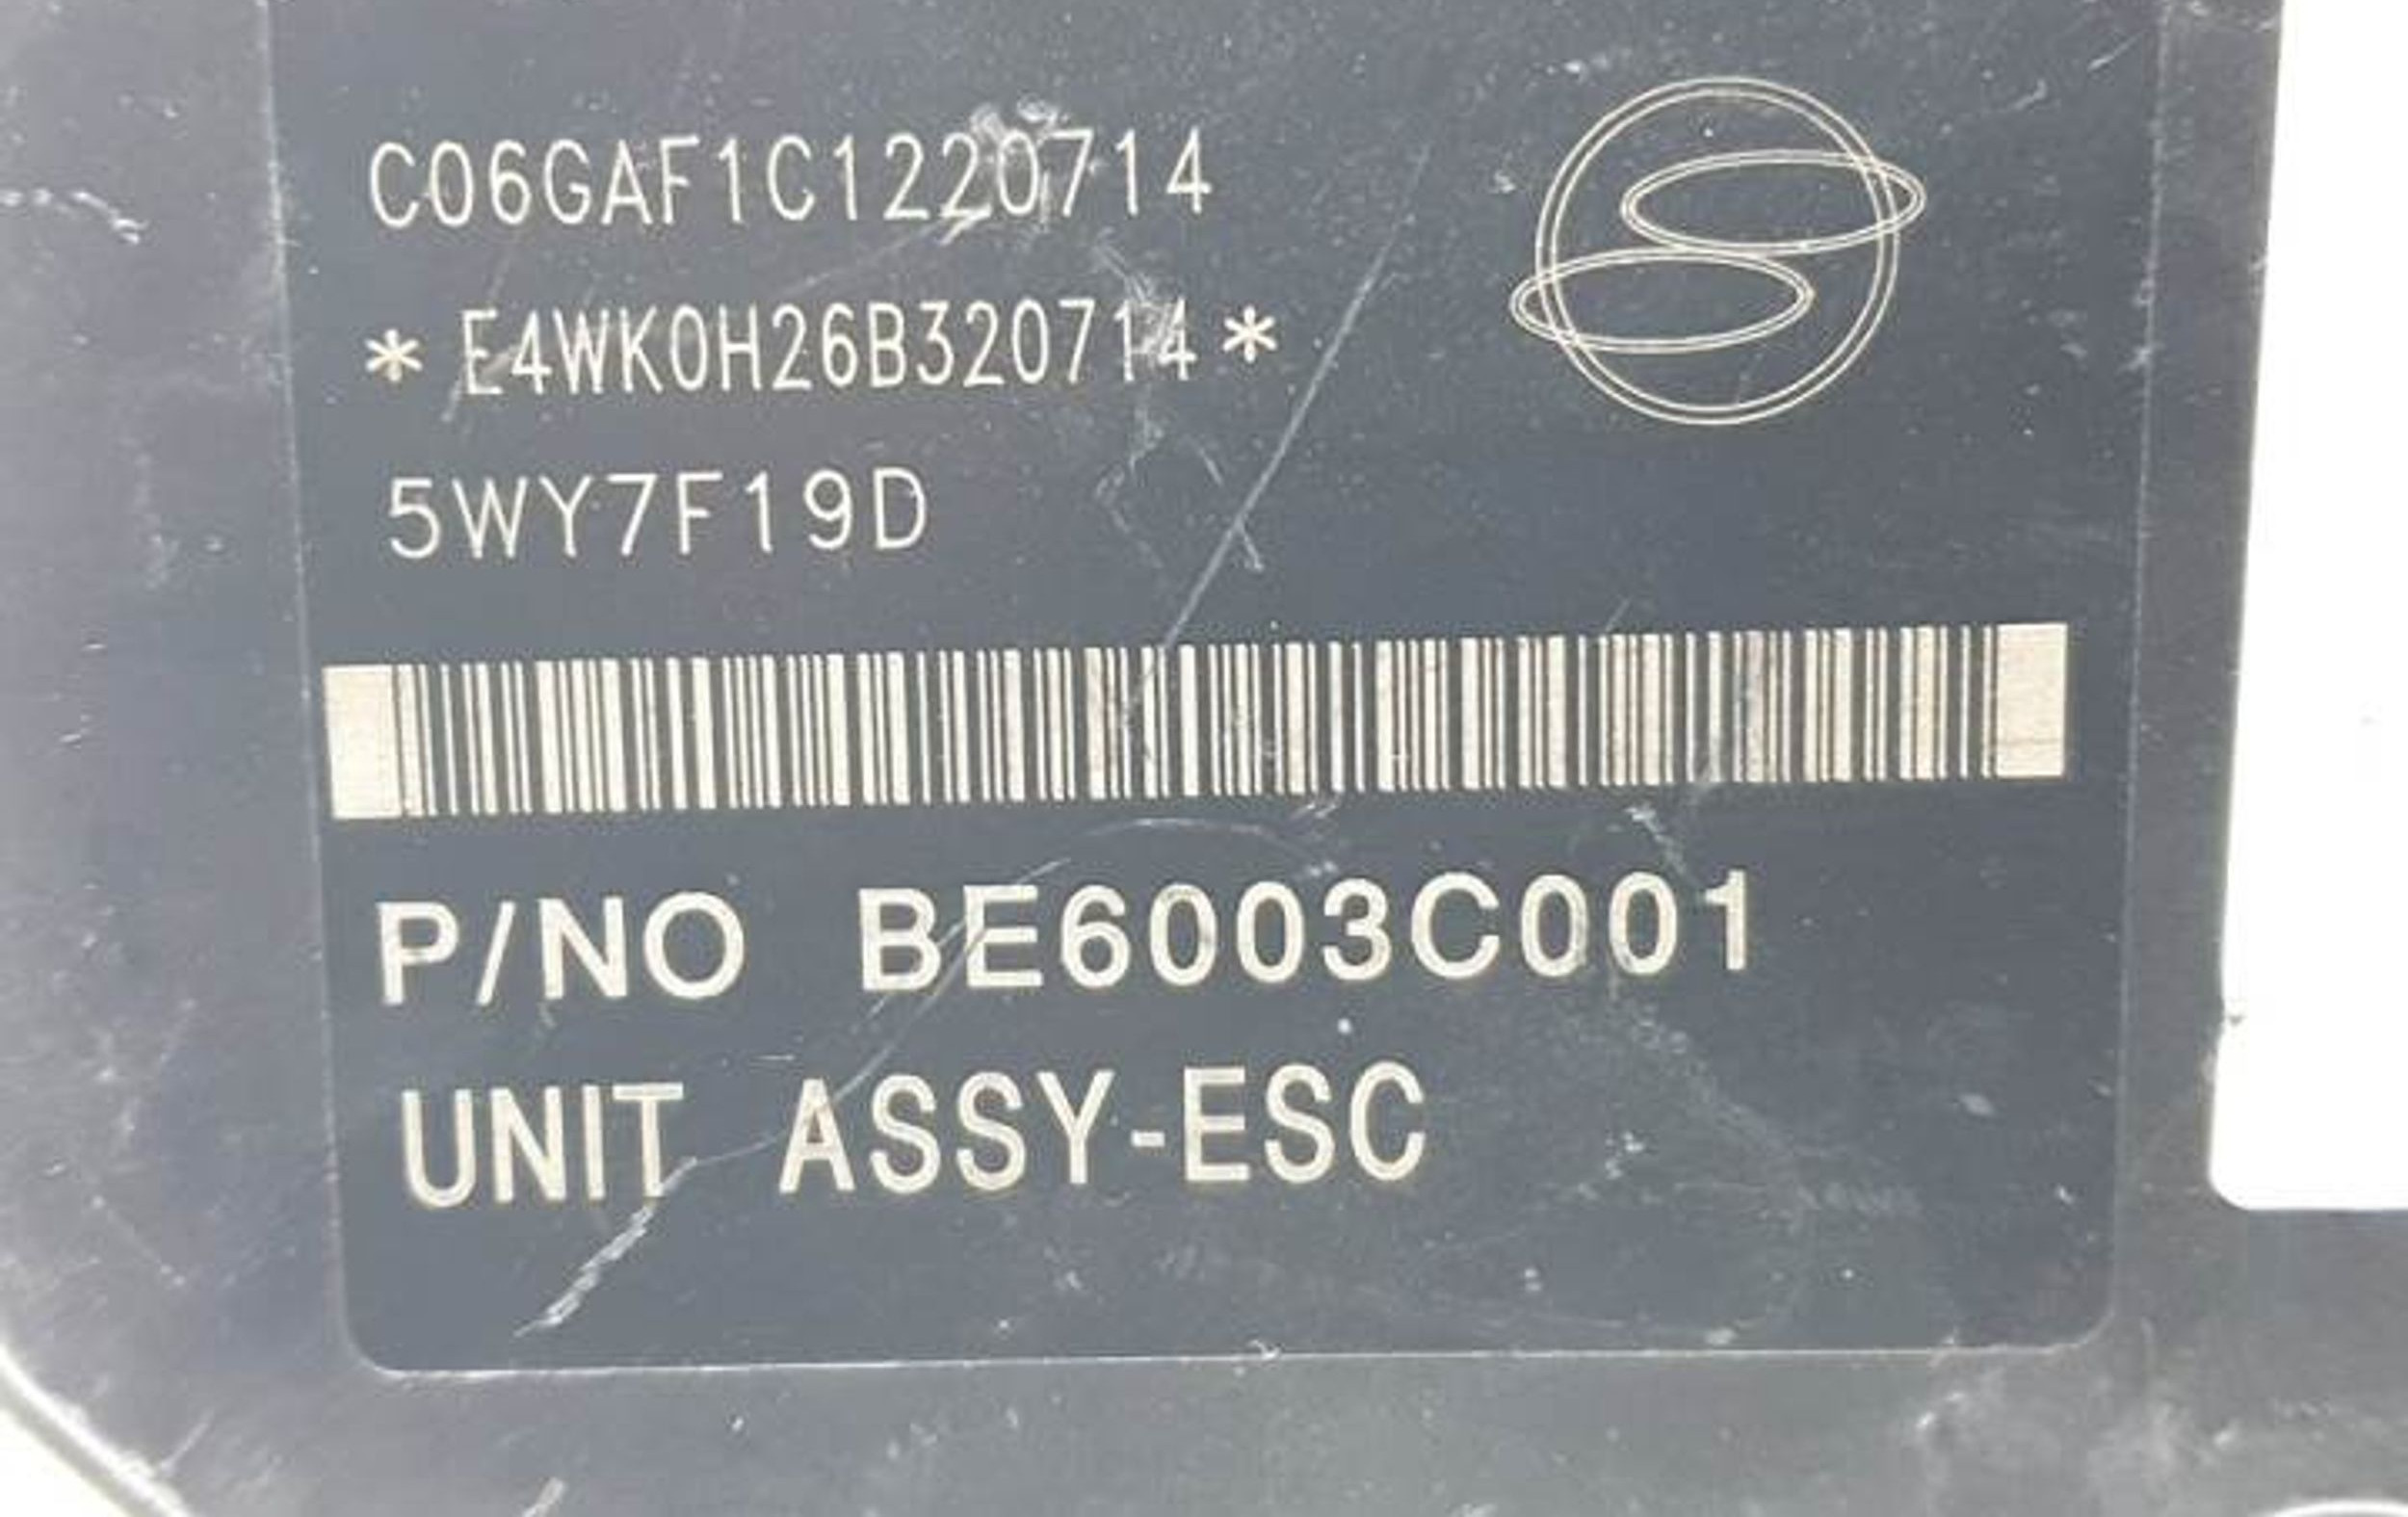 C06GAF1C1220714
* E4WK0H26B320714 *
5WY7F19D
P/NO BE6003C001
UNIT ASSY-ESC